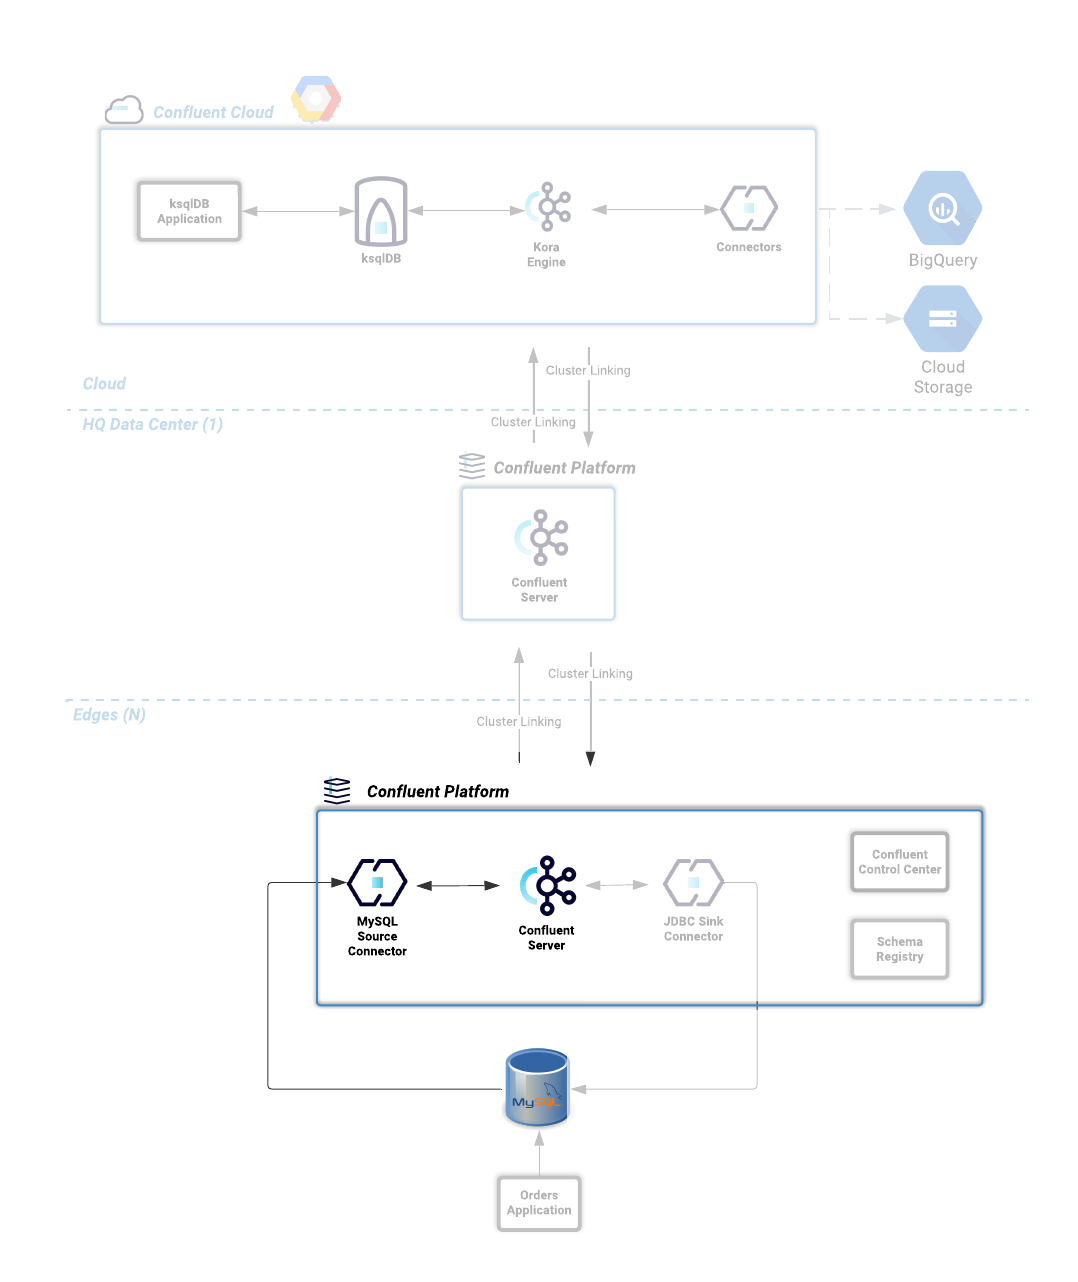 Confluent Cloud
ksqlDB
Application
ksqlDB
Kora
Engine
Connectors
BigQuery
Cloud
Storage
Cluster Linking
Cloud
HQ Data Center (1)
Cluster Linking
Confluent Platform
Confluent
Server
Cluster Linking
Edges (N)
Cluster Linking
Confluent Platform
MySQL
Source
Connector
Confluent
Server
JDBC Sink
Connector
Confluent
Control Center
Schema
Registry
MySQL
Orders
Application